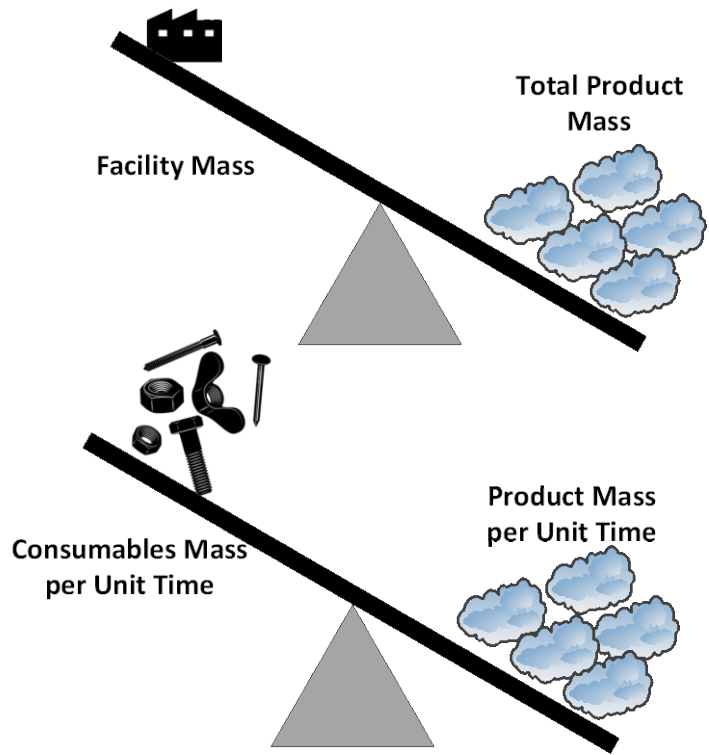 Total Product
Mass
Facility Mass
Product Mass
per Unit Time
Consumables Mass
per Unit Time